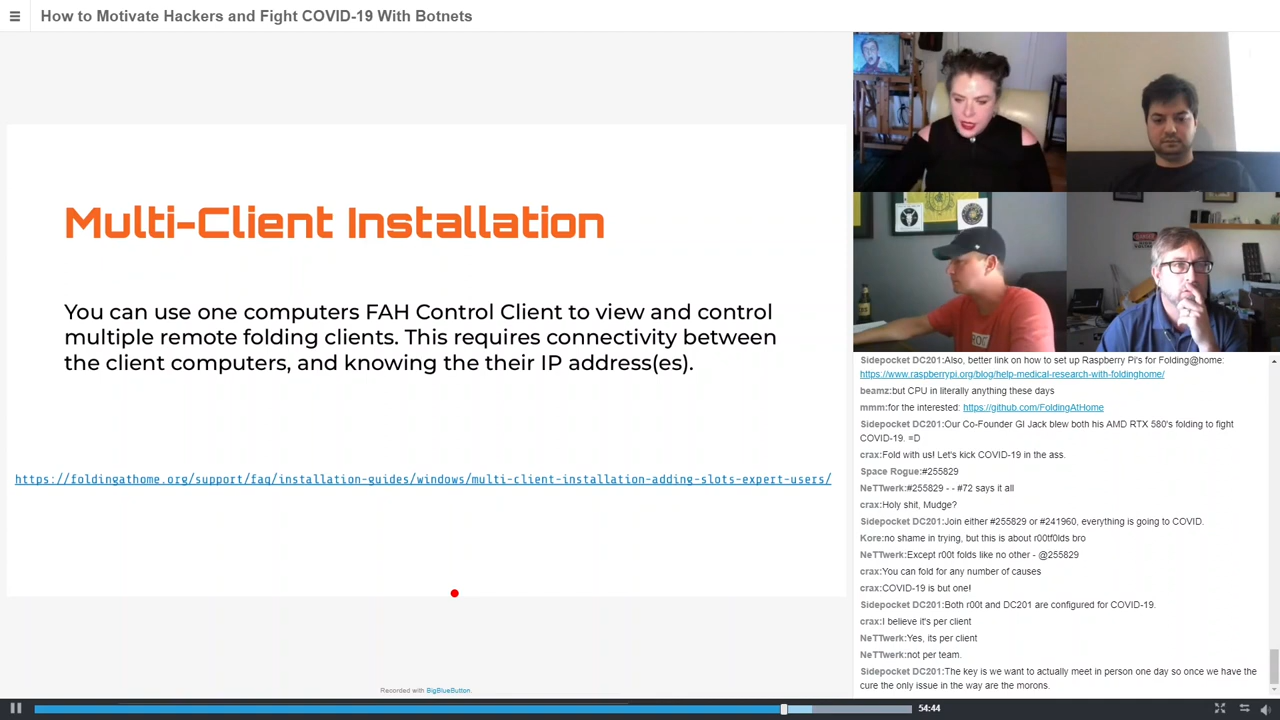 How to Motivate Hackers and Fight COVID-19 With Botnets
Multi-Client Installation
You can use one computers FAH Control Client to view and control
multiple remote folding clients. This requires connectivity between
the client computers, and knowing the their IP address(es).
https://foldingathome.org/support/faq/installation-guides/windows/multi-client-installation-adding-slots-expert-users/
Recorded with BigBlueButton.
Sidepocket DC201:Also, better link on how to set up Raspberry Pi's for Folding@home:
https://www.raspberrypi.org/blog/help-medical-research-with-foldinghome/
beamz:but CPU in literally anything these days
mmm:for the interested: https://github.com/FoldingAtHome
Sidepocket DC201:Our Co-Founder GI Jack blew both his AMD RTX 580's folding to fight
COVID-19. =D
crax:Fold with us! Let's kick COVID-19 in the ass.
Space Rogue:#255829
NeTTwerk:#255829 - - #72 says it all
crax:Holy shit, Mudge?
Sidepocket DC201:Join either #255829 or #241960, everything is going to COVID.
Kore:no shame in trying, but this is about r00tf0lds bro
NeTTwerk:Except r00t folds like no other - @255829
crax:You can fold for any number of causes
crax:COVID-19 is but one!
Sidepocket DC201:Both r00t and DC201 are configured for COVID-19.
crax:I believe it's per client
NeTTwerk:Yes, its per client
NeTTwerk:not per team.
Sidepocket DC201:The key is we want to actually meet in person one day so once we have the
cure the only issue in the way are the morons.
54:44